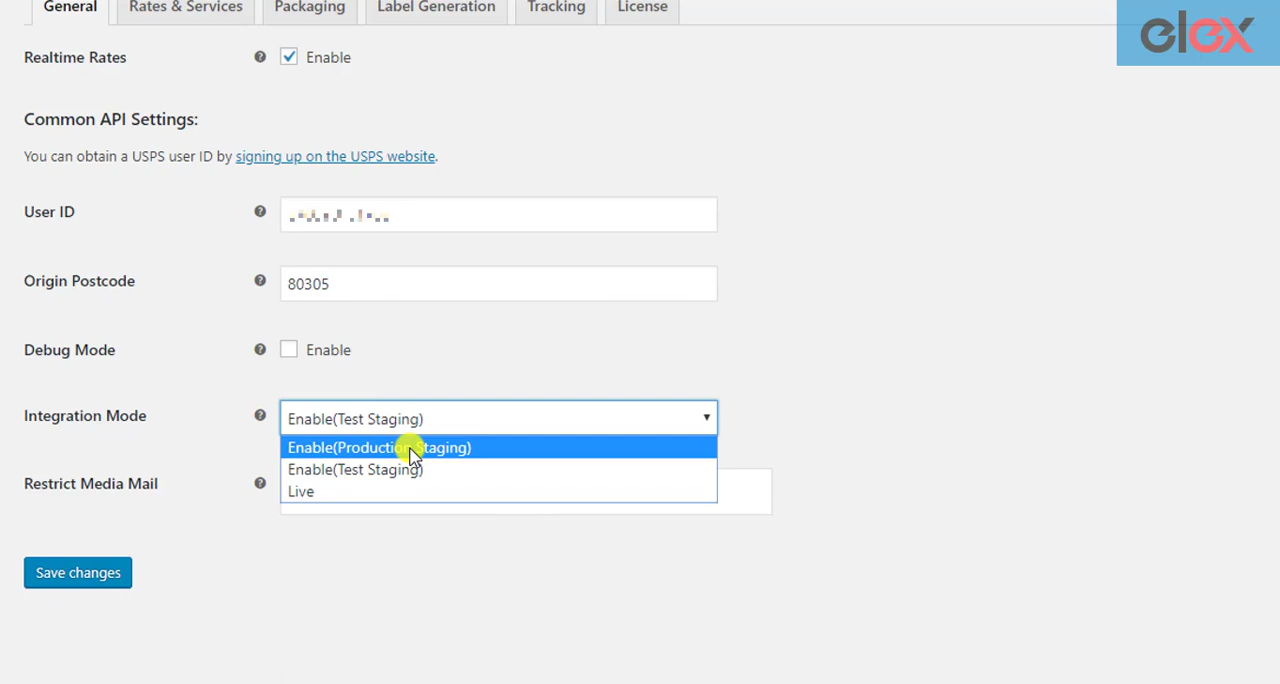 General
Rates & Services
Packaging
Label Generation
Tracking
License
elex
Realtime Rates
Enable
Common API Settings:
You can obtain a USPS user ID by signing up on the USPS website.
User ID
Origin Postcode
80305
Debug Mode
Enable
Integration Mode
Enable(Test Staging)
Enable(Production Staging)
Enable(Test Staging)
Live
Restrict Media Mail
Save changes